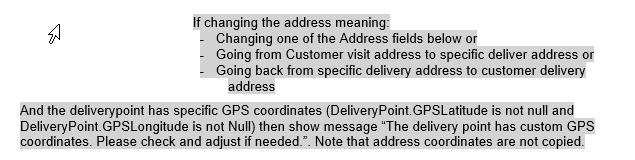 If changing the address meaning:
- Changing one of the Address fields below or
- Going from Customer visit address to specific deliver address or
- Going back from specific delivery address to customer delivery
address
And the deliverypoint has specific GPS coordinates (DeliveryPoint.GPSLatitude is not null and
DeliveryPoint.GPSLongitude is not Null) then show message “The delivery point has custom GPS
coordinates. Please check and adjust if needed.”. Note that address coordinates are not copied.